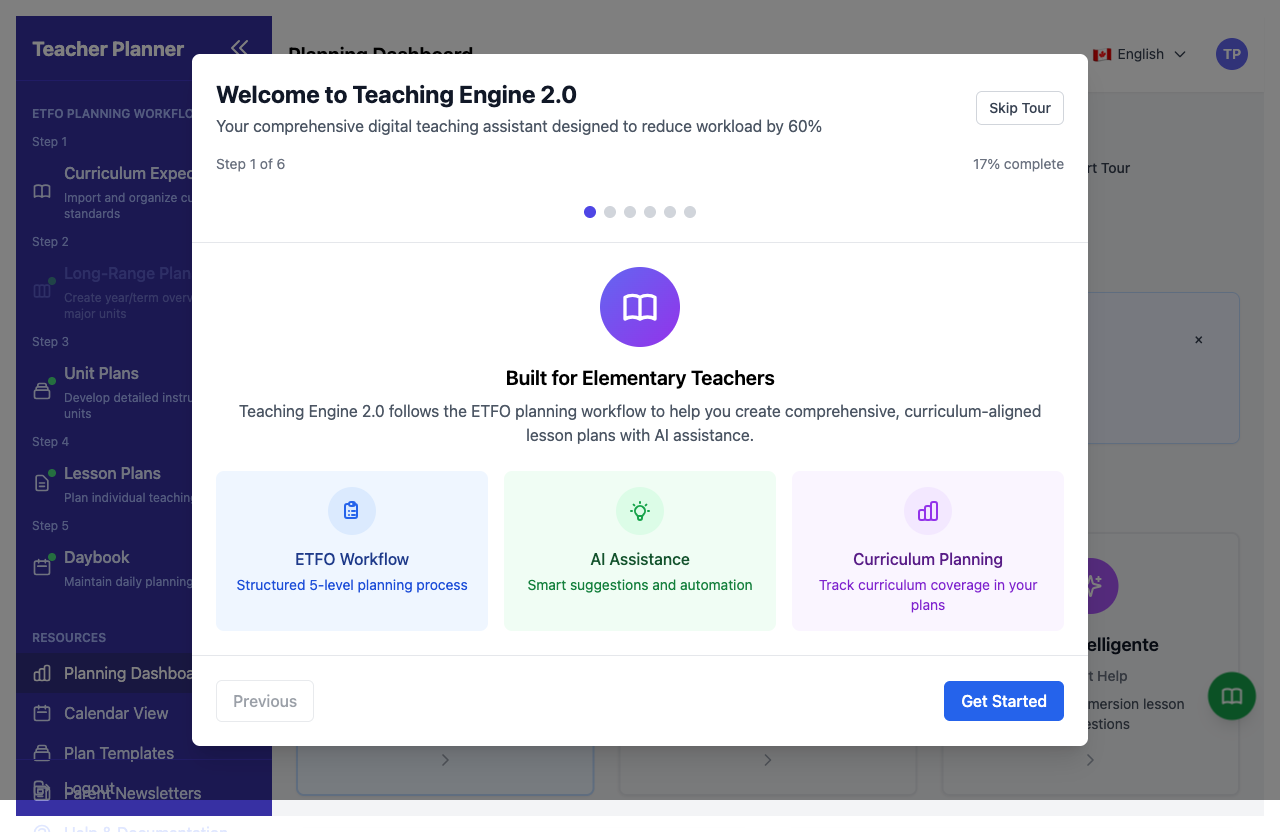 Teacher Planner
Planning Dashboard
English
TP
ETFO PLANNING WORKFLO
Step 1
Curriculum Expec
Import and organize cu
standards
Step 2
Long-Range Plan
Create year/term overv
major units
Step 3
Unit Plans
Develop detailed instru
units
Step 4
Lesson Plans
Plan individual teaching
Step 5
Daybook
Maintain daily planning
RESOURCES
Planning Dashboa
Calendar View
Plan Templates
Logout
Parent Newsletters
Help & Documentation
Welcome to Teaching Engine 2.0
Your comprehensive digital teaching assistant designed to reduce workload by 60%
Skip Tour
Step 1 of 6
17% complete
Built for Elementary Teachers
Teaching Engine 2.0 follows the ETFO planning workflow to help you create comprehensive, curriculum-aligned
lesson plans with AI assistance.
ETFO Workflow
Structured 5-level planning process
AI Assistance
Smart suggestions and automation
Curriculum Planning
Track curriculum coverage in your
plans
Previous
Get Started
rt Tour
×
elligente
t Help
mersion lesson
estions